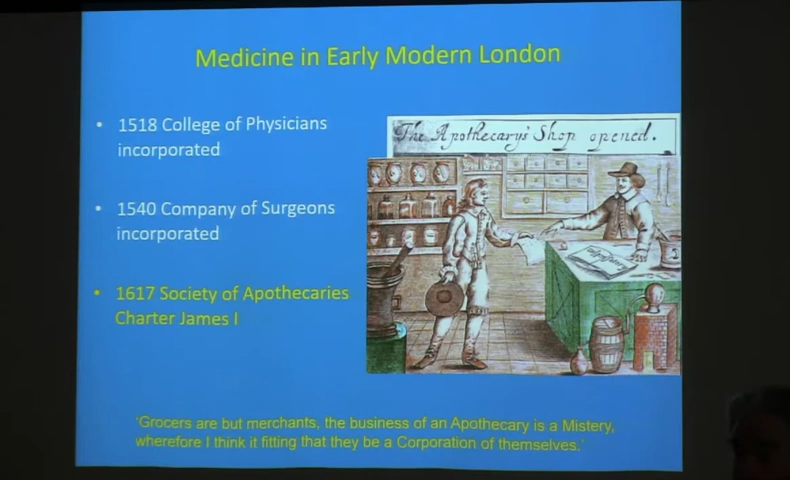 Medicine in Early Modern London
• 1518 College of Physicians
incorporated
• 1540 Company of Surgeons
incorporated
• 1617 Society of Apothecaries
Charter James I
The Apothecary's Shop opened.
'Grocers are but merchants, the business of an Apothecary is a Mistery,
wherefore I think it fitting that they be a Corporation of themselves.'